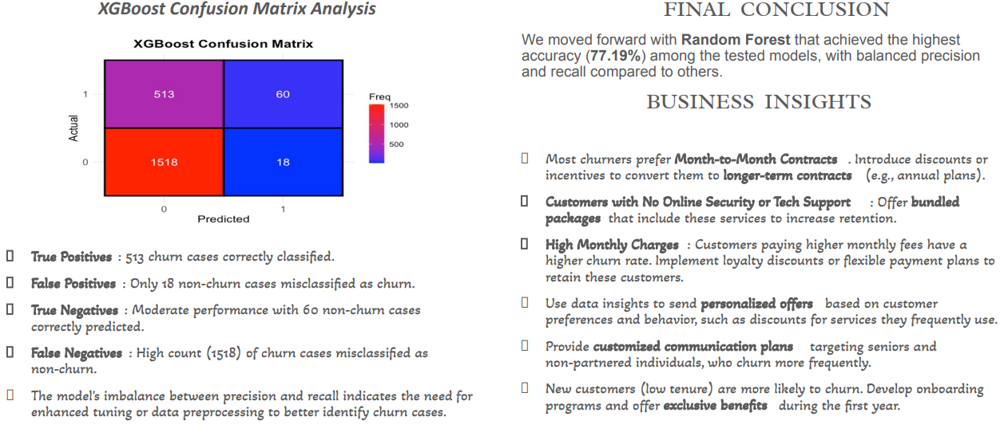 XGBoost Confusion Matrix Analysis
XGBoost Confusion Matrix
Actual
1
0
513
60
1518
18
0
1
Predicted
Freq
1500
1000
500
True Positives : 513 churn cases correctly classified.
False Positives : Only 18 non-churn cases misclassified as churn.
True Negatives : Moderate performance with 60 non-churn cases
correctly predicted.
False Negatives : High count (1518) of churn cases misclassified as
non-churn.
The model's imbalance between precision and recall indicates the need for
enhanced tuning or data preprocessing to better identify churn cases.
FINAL CONCLUSION
We moved forward with Random Forest that achieved the highest
accuracy (77.19%) among the tested models, with balanced precision
and recall compared to others.
BUSINESS INSIGHTS
Most churners prefer Month-to-Month Contracts . Introduce discounts or
incentives to convert them to longer-term contracts (e.g., annual plans).
Customers with No Online Security or Tech Support : Offer bundled
packages that include these services to increase retention.
High Monthly Charges : Customers paying higher monthly fees have a
higher churn rate. Implement loyalty discounts or flexible payment plans to
retain these customers.
Use data insights to send personalized offers based on customer
preferences and behavior, such as discounts for services they frequently use.
Provide customized communication plans targeting seniors and
non-partnered individuals, who churn more frequently.
New customers (low tenure) are more likely to churn. Develop onboarding
programs and offer exclusive benefits during the first year.